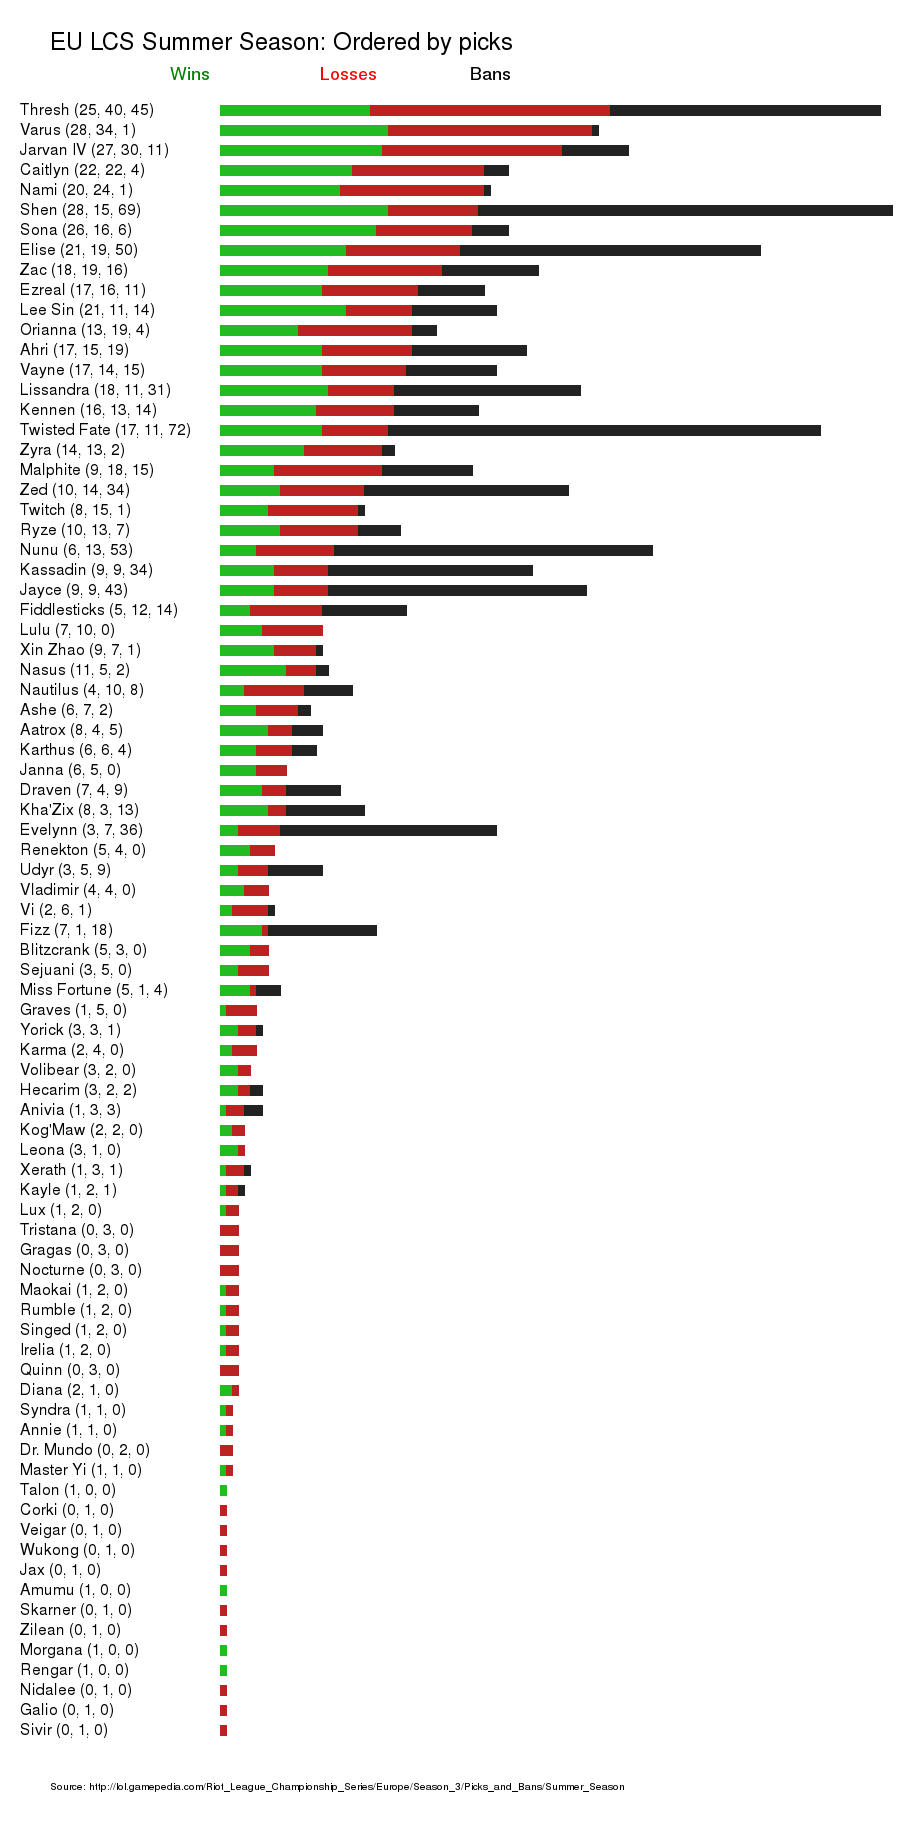 EU LCS Summer Season: Ordered by picks
Wins Losses Bans
Thresh (25, 40, 45)
Varus (28, 34, 1)
Jarvan IV (27, 30, 11)
Caitlyn (22, 22, 4)
Nami (20, 24, 1)
Shen (28, 15, 69)
Sona (26, 16, 6)
Elise (21, 19, 50)
Zac (18, 19, 16)
Ezreal (17, 16, 11)
Lee Sin (21, 11, 14)
Orianna (13, 19, 4)
Ahri (17, 15, 19)
Vayne (17, 14, 15)
Lissandra (18, 11, 31)
Kennen (16, 13, 14)
Twisted Fate (17, 11, 72)
Zyra (14, 13, 2)
Malphite (9, 18, 15)
Zed (10, 14, 34)
Twitch (8, 15, 1)
Ryze (10, 13, 7)
Nunu (6, 13, 53)
Kassadin (9, 9, 34)
Jayce (9, 9, 43)
Fiddlesticks (5, 12, 14)
Lulu (7, 10, 0)
Xin Zhao (9, 7, 1)
Nasus (11, 5, 2)
Nautilus (4, 10, 8)
Ashe (6, 7, 2)
Aatrox (8, 4, 5)
Karthus (6, 6, 4)
Janna (6, 5, 0)
Draven (7, 4, 9)
Kha'Zix (8, 3, 13)
Evelynn (3, 7, 36)
Renekton (5, 4, 0)
Udyr (3, 5, 9)
Vladimir (4, 4, 0)
Vi (2, 6, 1)
Fizz (7, 1, 18)
Blitzcrank (5, 3, 0)
Sejuani (3, 5, 0)
Miss Fortune (5, 1, 4)
Graves (1, 5, 0)
Yorick (3, 3, 1)
Karma (2, 4, 0)
Volibear (3, 2, 0)
Hecarim (3, 2, 2)
Anivia (1, 3, 3)
Kog'Maw (2, 2, 0)
Leona (3, 1, 0)
Xerath (1, 3, 1)
Kayle (1, 2, 1)
Lux (1, 2, 0)
Tristana (0, 3, 0)
Gragas (0, 3, 0)
Nocturne (0, 3, 0)
Maokai (1, 2, 0)
Rumble (1, 2, 0)
Singed (1, 2, 0)
Irelia (1, 2, 0)
Quinn (0, 3, 0)
Diana (2, 1, 0)
Syndra (1, 1, 0)
Annie (1, 1, 0)
Dr. Mundo (0, 2, 0)
Master Yi (1, 1, 0)
Talon (1, 0, 0)
Corki (0, 1, 0)
Veigar (0, 1, 0)
Wukong (0, 1, 0)
Jax (0, 1, 0)
Amumu (1, 0, 0)
Skarner (0, 1, 0)
Zilean (0, 1, 0)
Morgana (1, 0, 0)
Rengar (1, 0, 0)
Nidalee (0, 1, 0)
Galio (0, 1, 0)
Sivir (0, 1, 0)
Source: http://lol.gamepedia.com/Riot_League_Championship_Series/Europe/Season_3/Picks_and_Bans/Summer_Season